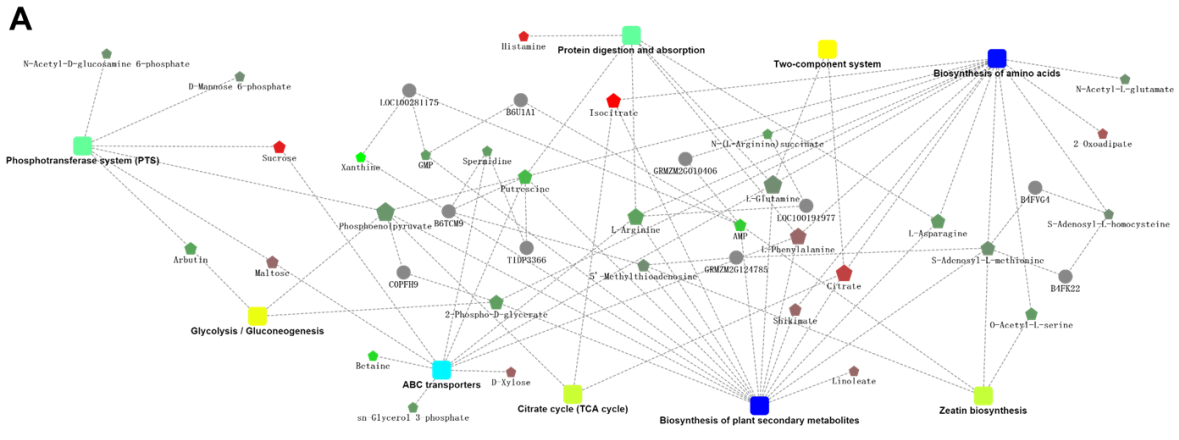 A
Histamine
Protein digestion and absorption
Two-component system
N-Acetyl-D-glucosamine 6-phosphate
D-Mannose 6-phosphate
Biosynthesis of amino acids
N-Acetyl-L-glutamate
LOC100281175
B6U1A1
Isocitrate
2 Oxoadipate
N-(L-Arginino)succinate
Phosphotransferase system (PTS)
Sucrose
Xanthine
GMP
Spermidine
GRMZM2G010406
Putrescine
L-Glutamine
B4FVG4
Phosphoenolpyruvate
B6TCM9
L-Arginine
LOC100191977
AMP
L-Asparagine
S-Adenosyl-L-homocysteine
Arbutin
Maltose
TIDP3366
L-Phenylalanine
S-Adenosyl-L-methionine
C0PFH9
5'-Methylthioadenosine
GRMZM2G124785
Citrate
B4FK22
2-Phospho-D-glycerate
Shikimate
O-Acetyl-L-serine
Glycolysis / Gluconeogenesis
Betaine
ABC transporters
D-Xylose
Linoleate
sn Glycerol 3 phosphate
Citrate cycle (TCA cycle)
Biosynthesis of plant secondary metabolites
Zeatin biosynthesis